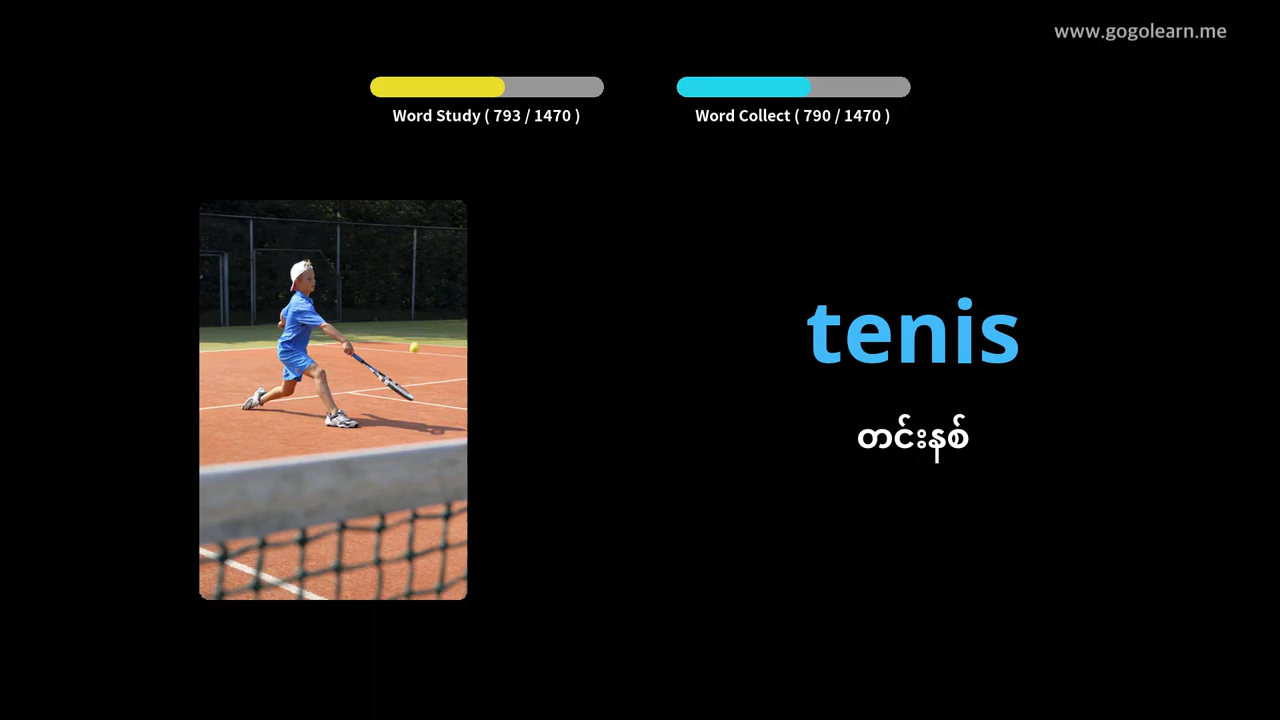 www.gogolearn.me
Word Study ( 793 / 1470 )
Word Collect ( 790 / 1470 )
tenis
တင်းနစ်